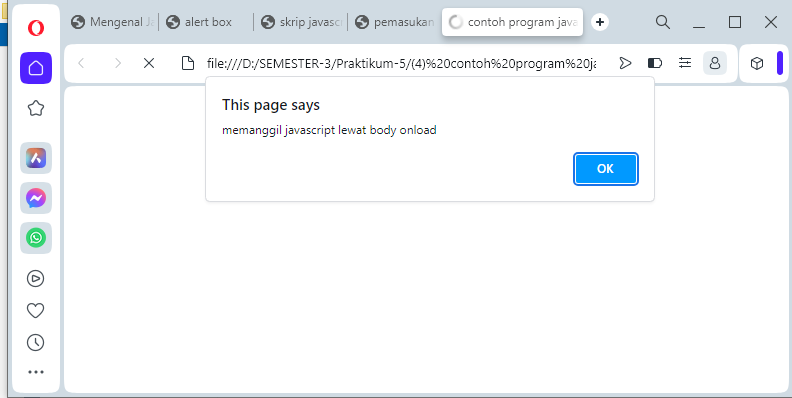 Mengenal Ja
alert box
skrip javascr
pemasukan
contoh program java
file:///D:/SEMESTER-3/Praktikum-5/(4)%20contoh%20program%20ja
This page says
memanggil javascript lewat body onload
OK